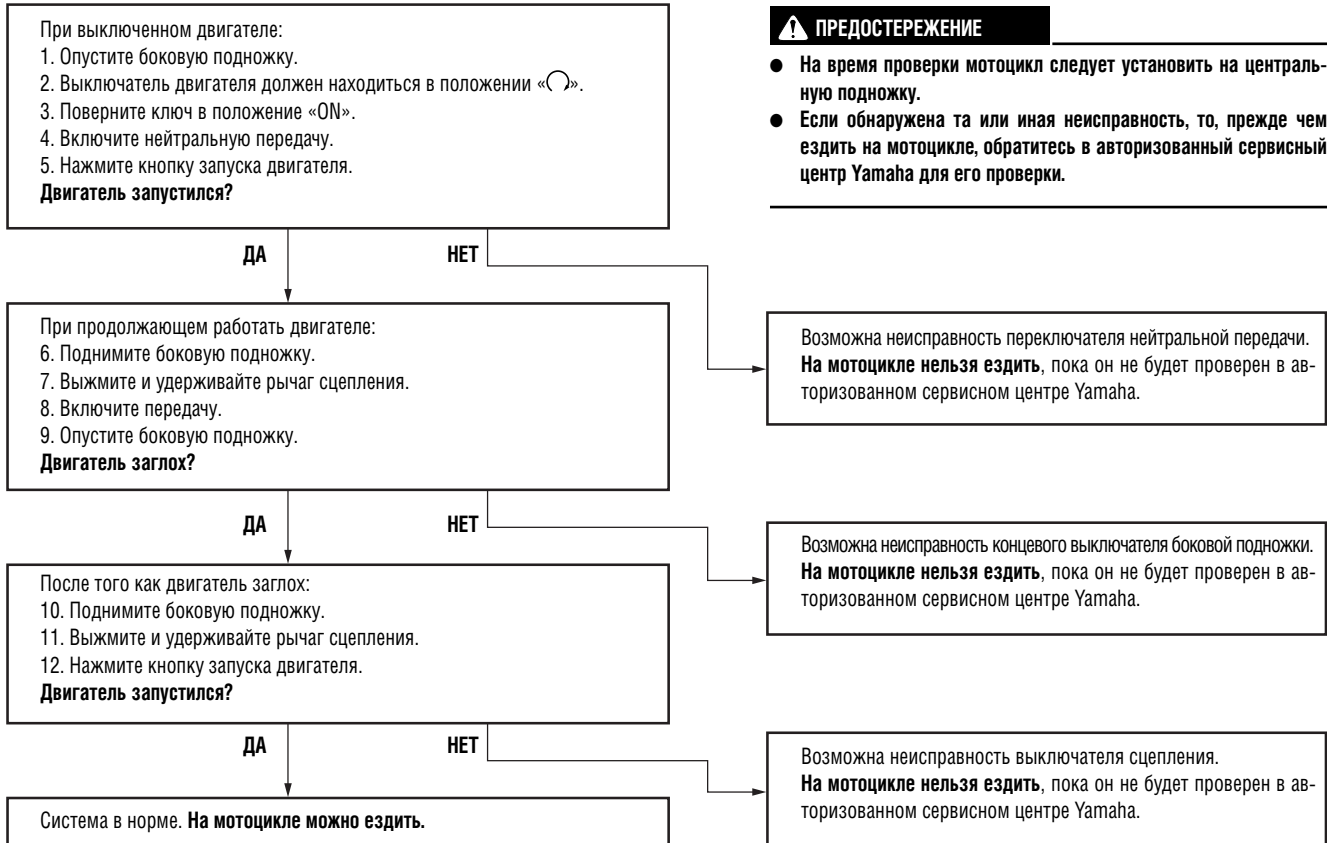 При выключенном двигателе:
1. Опустите боковую подножку.
2. Выключатель двигателя должен находиться в положении «».
3. Поверните ключ в положение «ON».
4. Включите нейтральную передачу.
5. Нажмите кнопку запуска двигателя.
Двигатель запустился?
ПРЕДОСТЕРЕЖЕНИЕ
● На время проверки мотоцикл следует установить на централь-
ную подножку.
● Если обнаружена та или иная неисправность, то, прежде чем
ездить на мотоцикле, обратитесь в авторизованный сервисный
центр Yamaha для его проверки.
ДА
НЕТ
При продолжающем работать двигателе:
6. Поднимите боковую подножку.
7. Выжмите и удерживайте рычаг сцепления.
8. Включите передачу.
9. Опустите боковую подножку.
Двигатель заглох?
Возможна неисправность переключателя нейтральной передачи.
На мотоцикле нельзя ездить, пока он не будет проверен в ав-
торизованном сервисном центре Yamaha.
ДА
НЕТ
После того как двигатель заглох:
10. Поднимите боковую подножку.
11. Выжмите и удерживайте рычаг сцепления.
12. Нажмите кнопку запуска двигателя.
Двигатель запустился?
Возможна неисправность концевого выключателя боковой подножки.
На мотоцикле нельзя ездить, пока он не будет проверен в ав-
торизованном сервисном центре Yamaha.
ДА
НЕТ
Система в норме. На мотоцикле можно ездить.
Возможна неисправность выключателя сцепления.
На мотоцикле нельзя ездить, пока он не будет проверен в ав-
торизованном сервисном центре Yamaha.